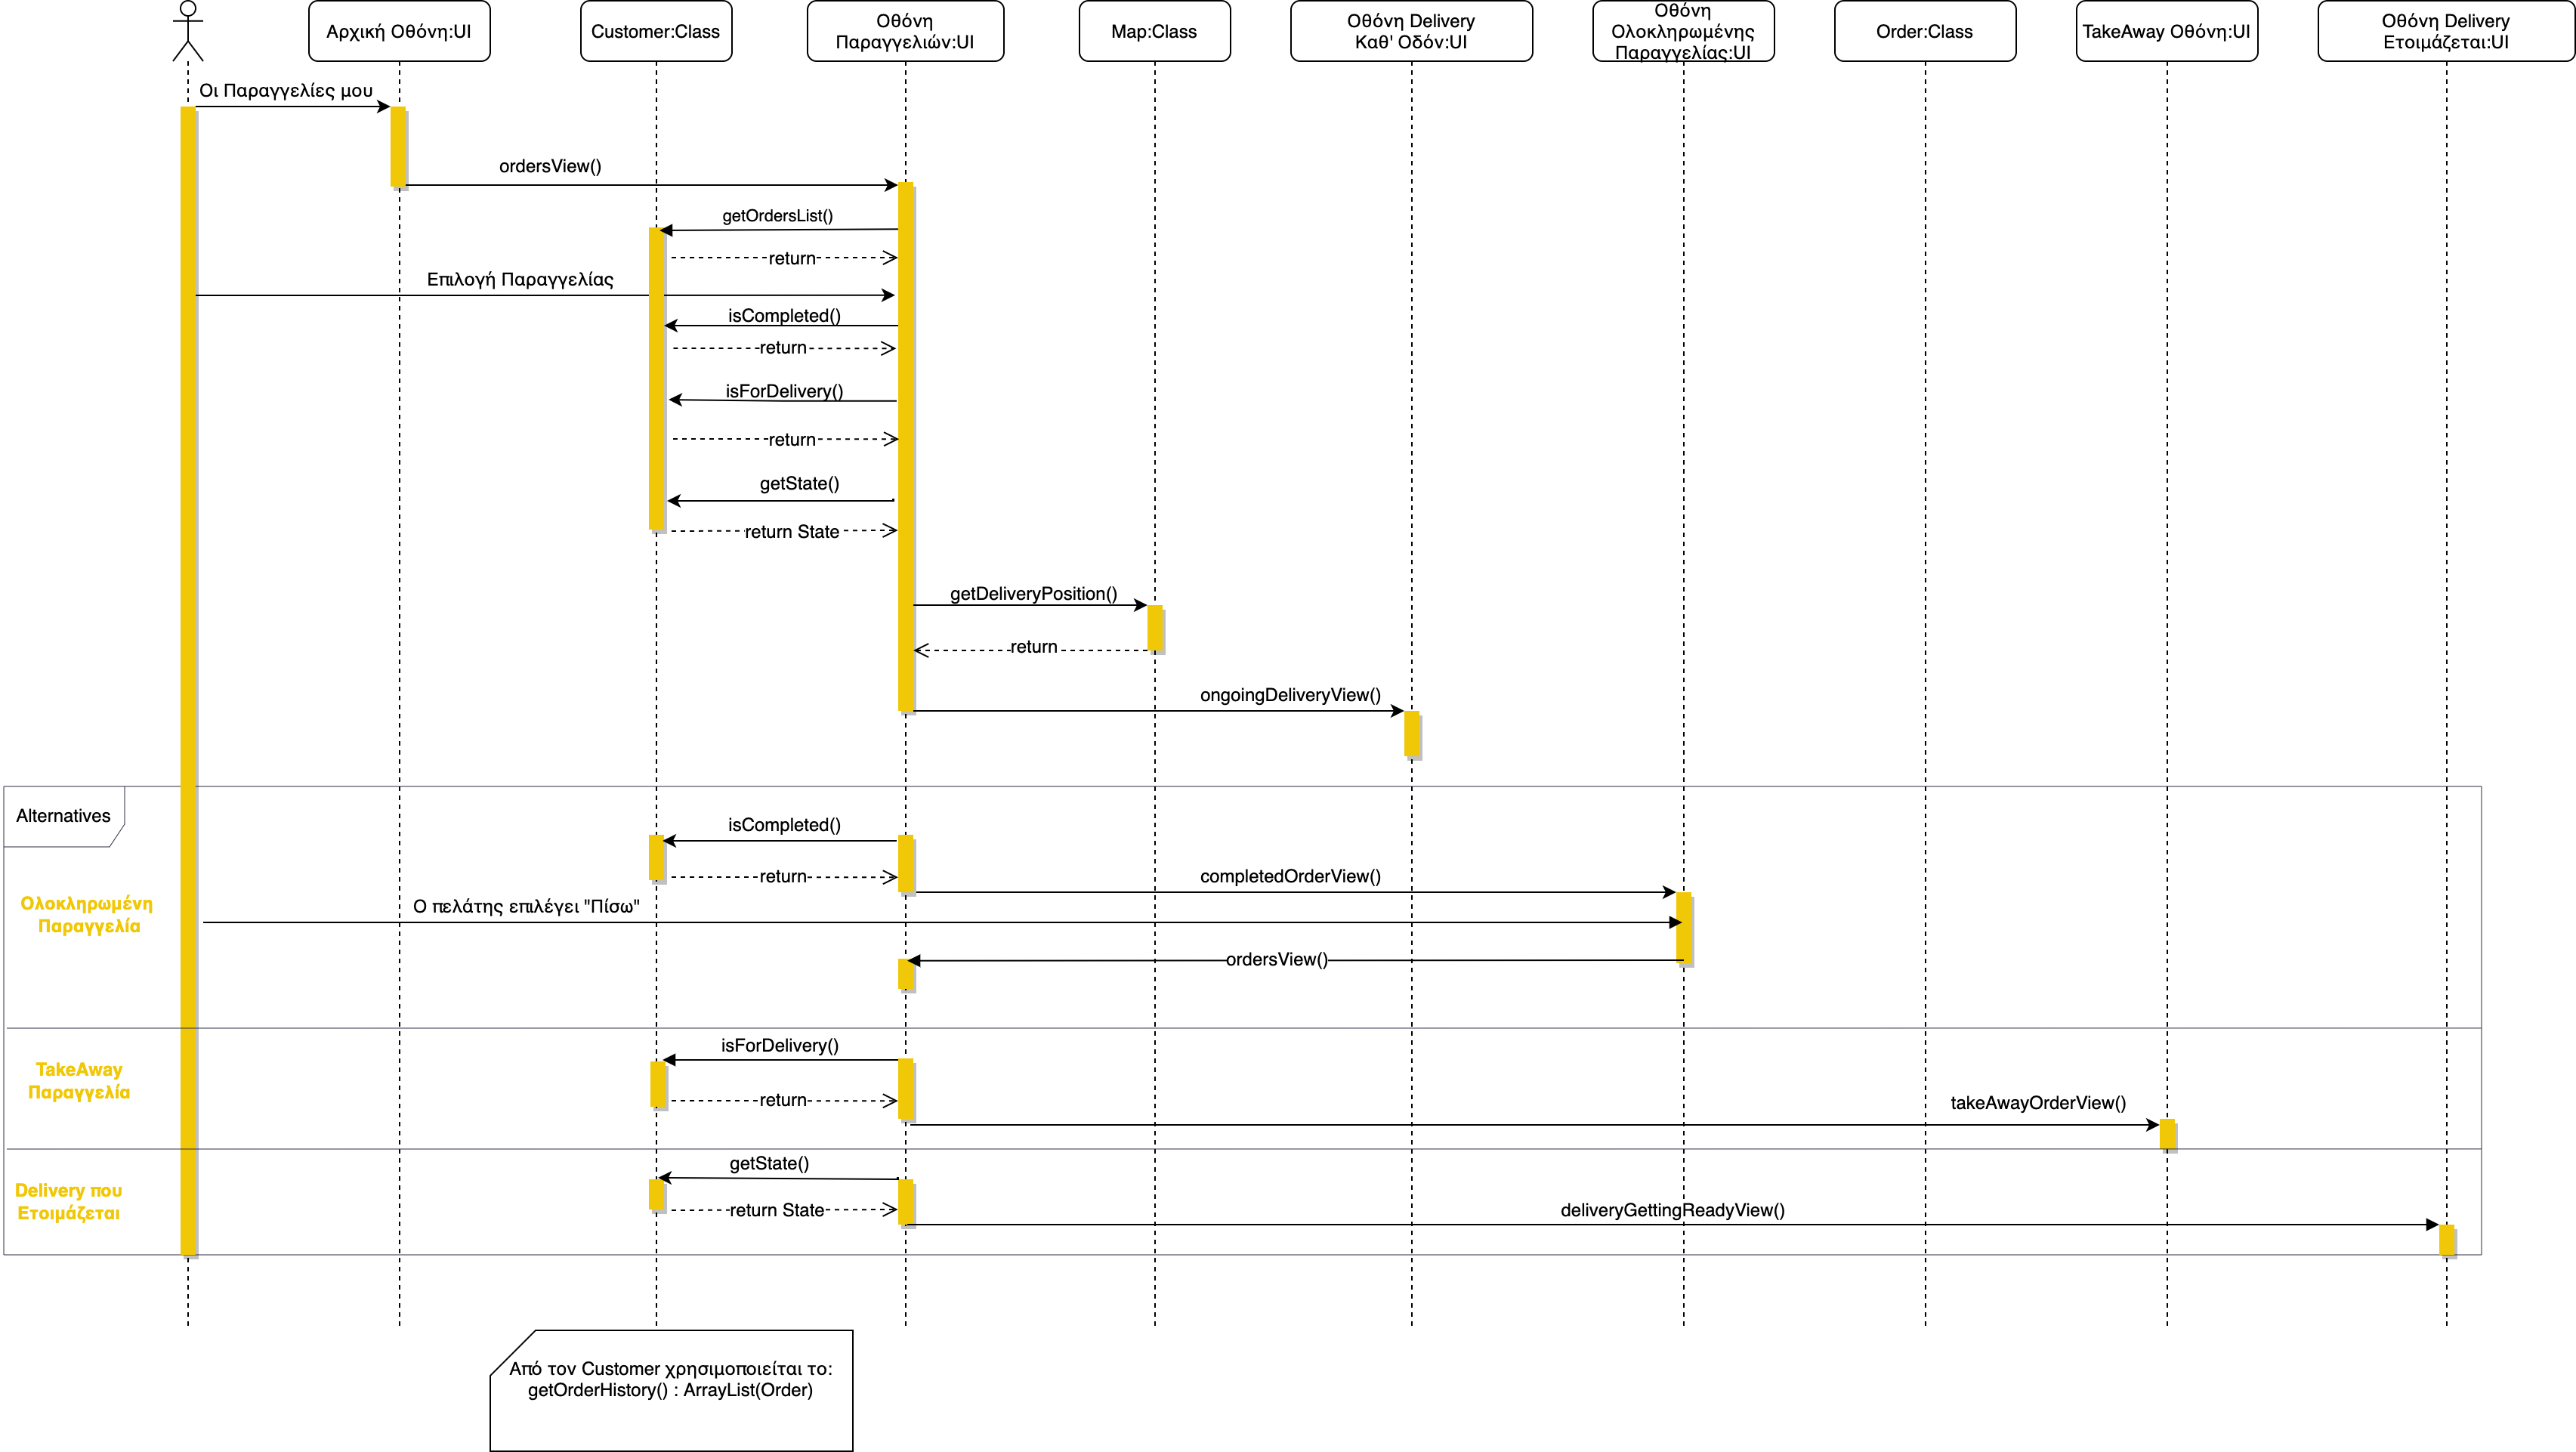 Αρχική Οθόνη:UI
Customer:Class
Οθόνη
Παραγγελιών:UI
Map:Class
Οθόνη Delivery
Καθ' Οδόν:UI
Οθόνη
Ολοκληρωμένης
Παραγγελίας:UI
Order:Class
TakeAway Οθόνη:UI
Οθόνη Delivery
Ετοιμάζεται:UI
Οι Παραγγελίες μου
ordersView()
getOrdersList()
return
Επιλογή Παραγγελίας
isCompleted()
return
isForDelivery()
return
getState()
return State
getDeliveryPosition()
return
ongoingDeliveryView()
Alternatives
isCompleted()
return
completedOrderView()
Ολοκληρωμένη
Παραγγελία
Ο πελάτης επιλέγει "Πίσω"
ordersView()
isForDelivery()
TakeAway
Παραγγελία
return
takeAwayOrderView()
getState()
Delivery που
Ετοιμάζεται
return State
deliveryGettingReadyView()
Από τον Customer χρησιμοποιείται το:
getOrderHistory() : ArrayList(Order)